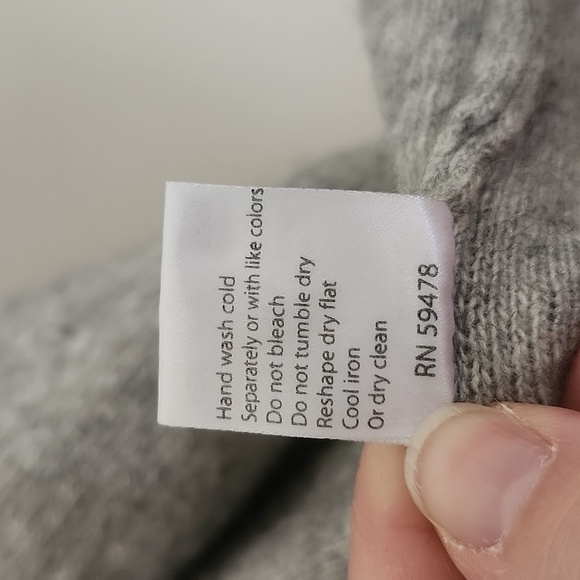 Hand wash cold
Separately or with like colors
Do not bleach
Do not tumble dry
Reshape dry flat
Cool iron
Or dry clean
RN 59478